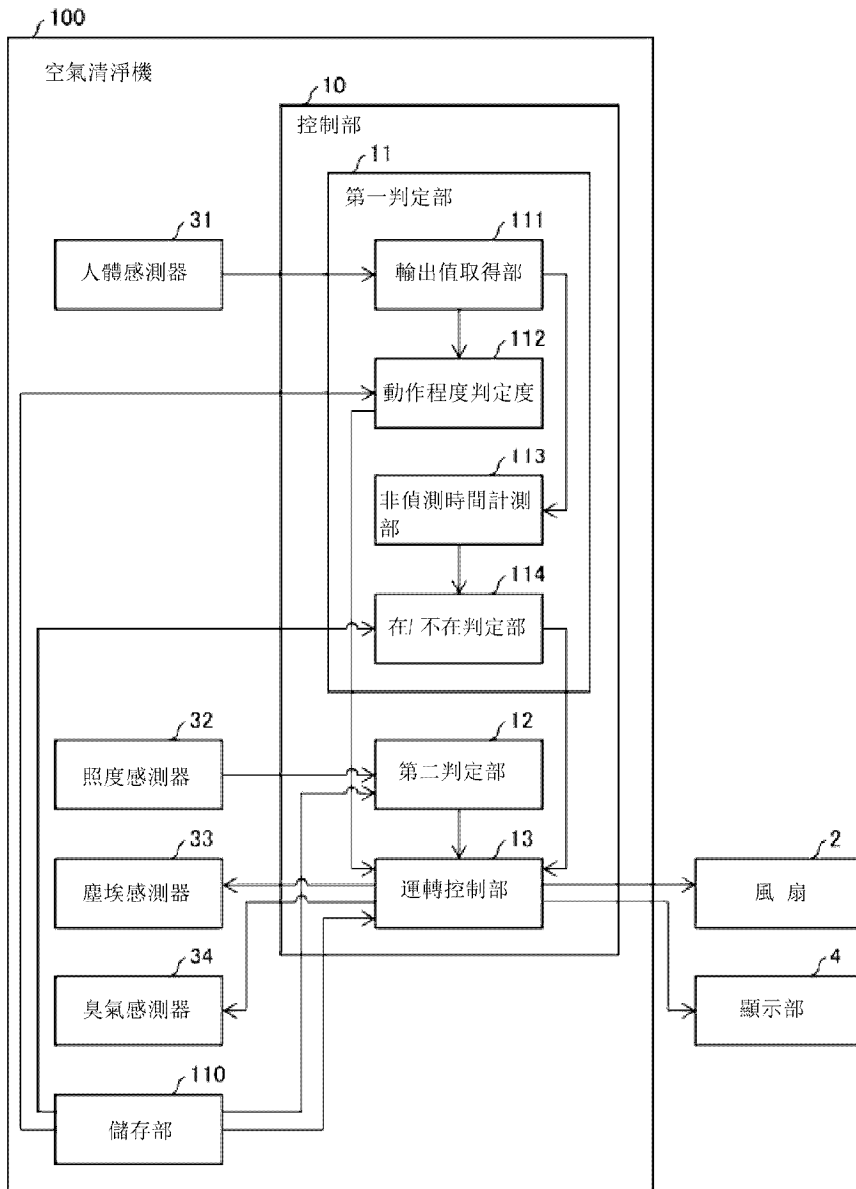 100
空氣清淨機
10
控制部
11
第一判定部
31
人體感測器
111
輸出值取得部
112
動作程度判定度
113
非偵測時間計測
部
114
在/不在判定部
32
照度感測器
12
第二判定部
33
塵埃感測器
13
運轉控制部
2
風 扇
34
臭氣感測器
4
顯示部
110
儲存部